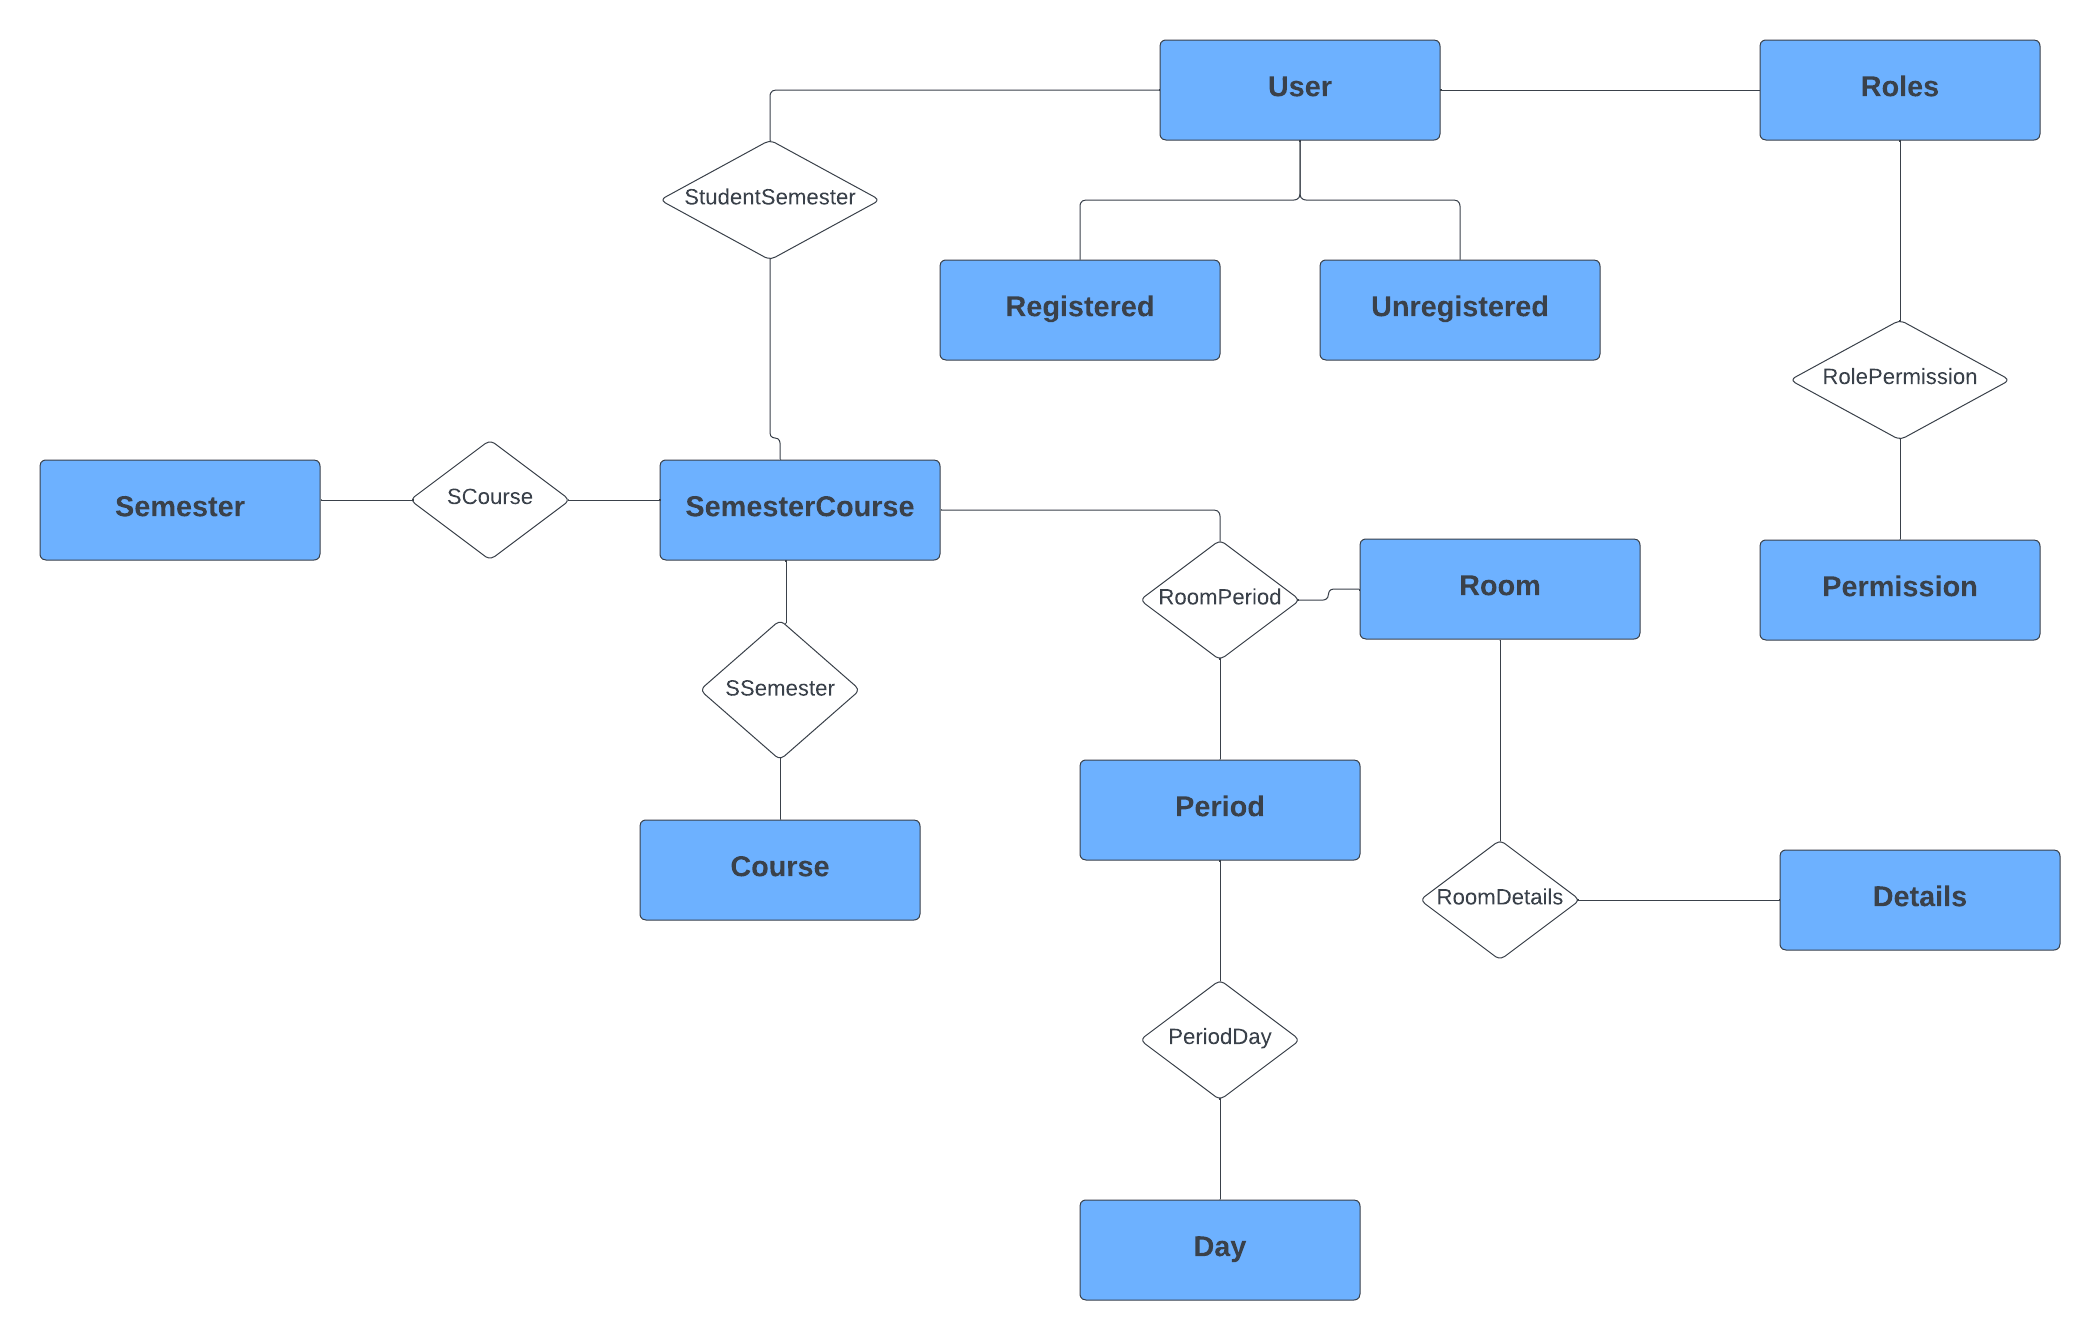 User
Roles
StudentSemester
Registered
Unregistered
RolePermission
Semester
SCourse
SemesterCourse
RoomPeriod
Room
Permission
SSemester
Period
Course
RoomDetails
Details
PeriodDay
Day